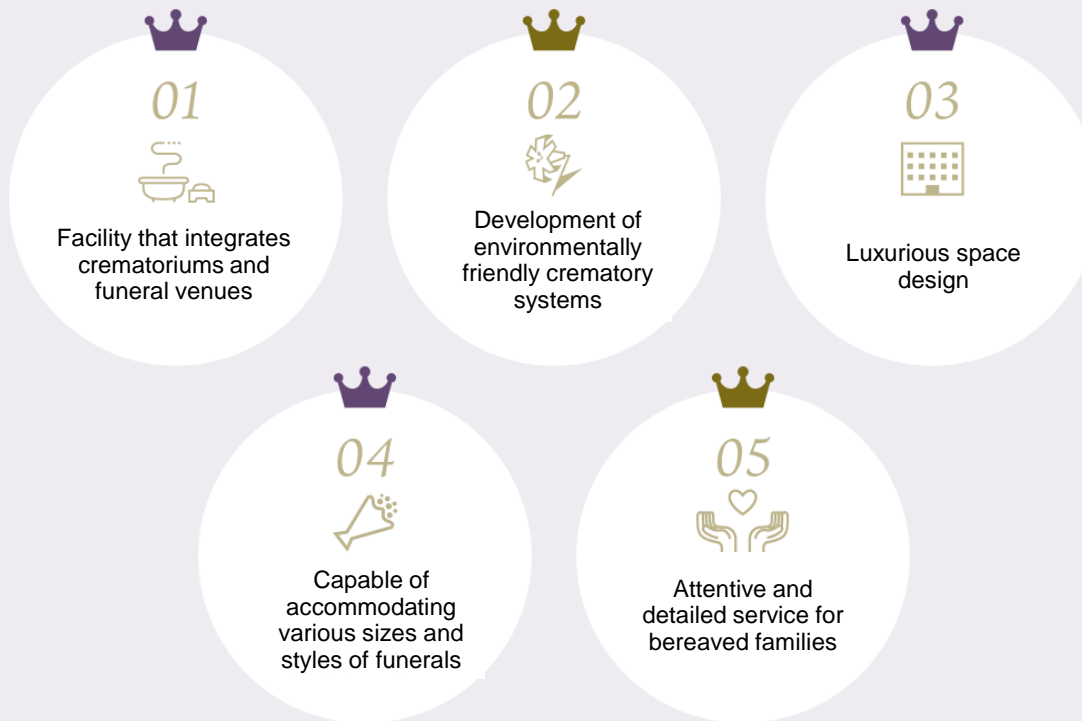 01
Facility that integrates
crematoriums and
funeral venues
02
Development of
environmentally
friendly crematory
systems
03
Luxurious space
design
04
Capable of
accommodating
various sizes and
styles of funerals
05
Attentive and
detailed service for
bereaved families